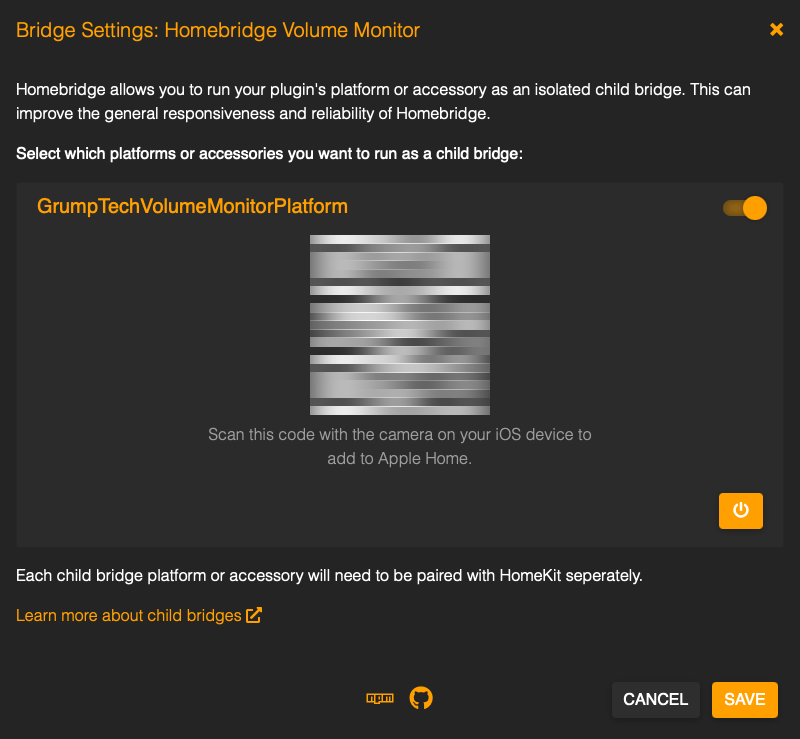 Bridge Settings: Homebridge Volume Monitor
Homebridge allows you to run your plugin's platform or accessory as an isolated child bridge. This can
improve the general responsiveness and reliability of Homebridge.
Select which platforms or accessories you want to run as a child bridge:
GrumpTechVolumeMonitorPlatform
Scan this code with the camera on your iOS device to
add to Apple Home.
Each child bridge platform or accessory will need to be paired with HomeKit seperately.
Learn more about child bridges
npm
CANCEL
SAVE